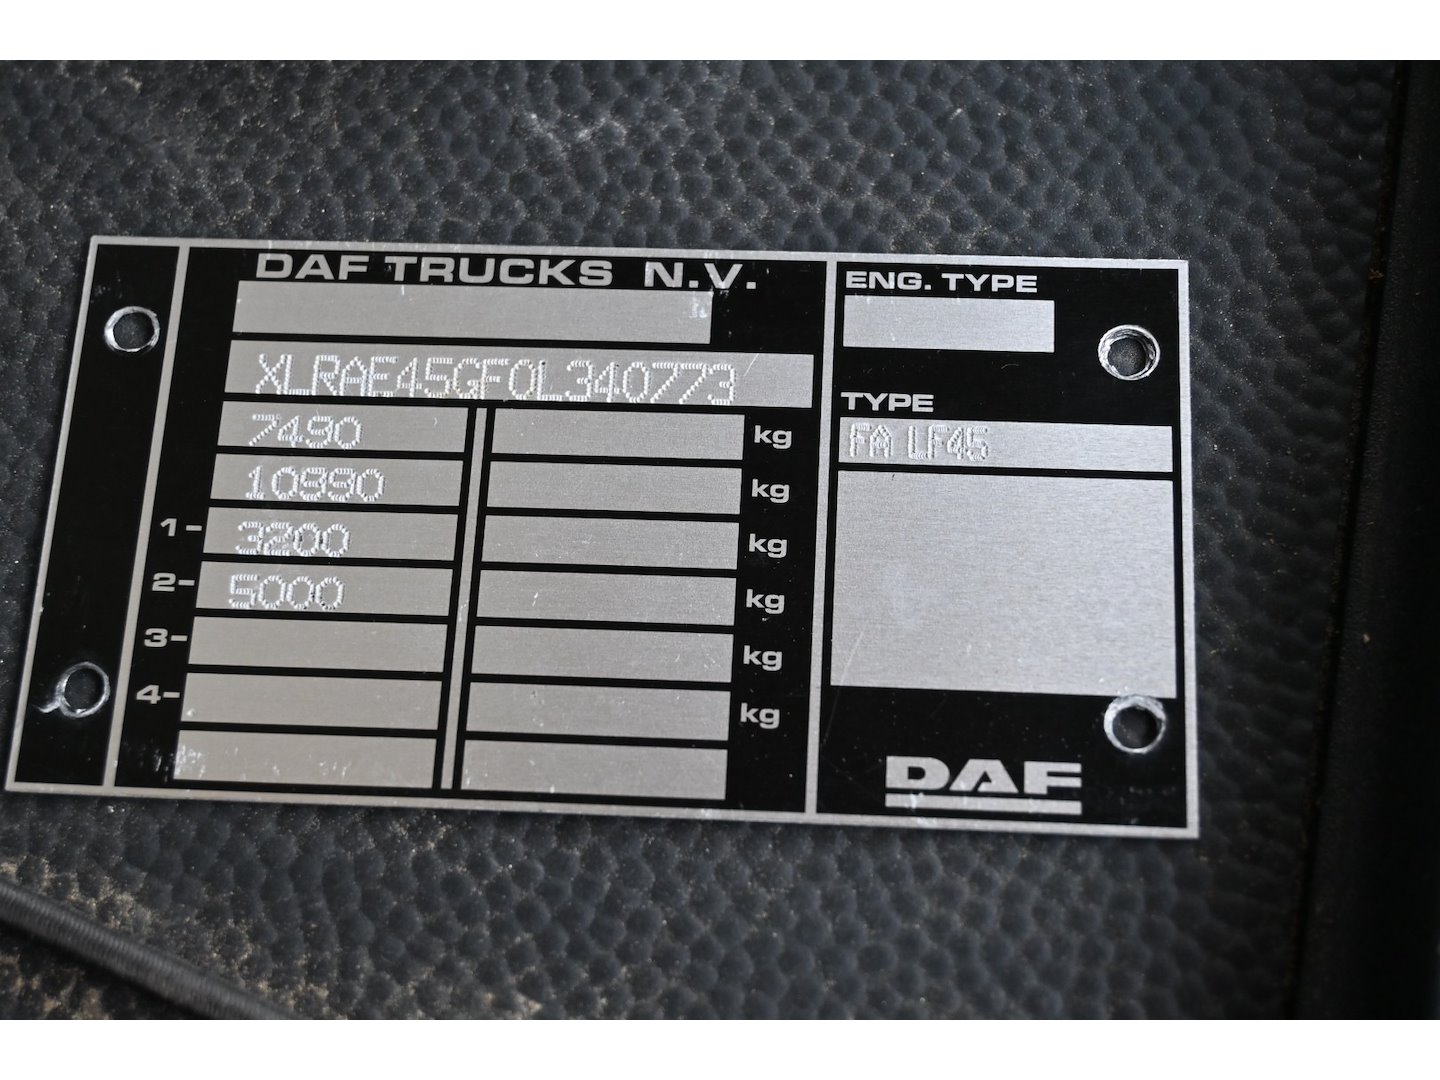 DAF TRUCKS N.V.
XLRAE45GF0L340773
7490 kg
10990 kg
1- 3200 kg
2- 5000 kg
3- kg
4- kg
ENG. TYPE
TYPE
FA LF45
DAF